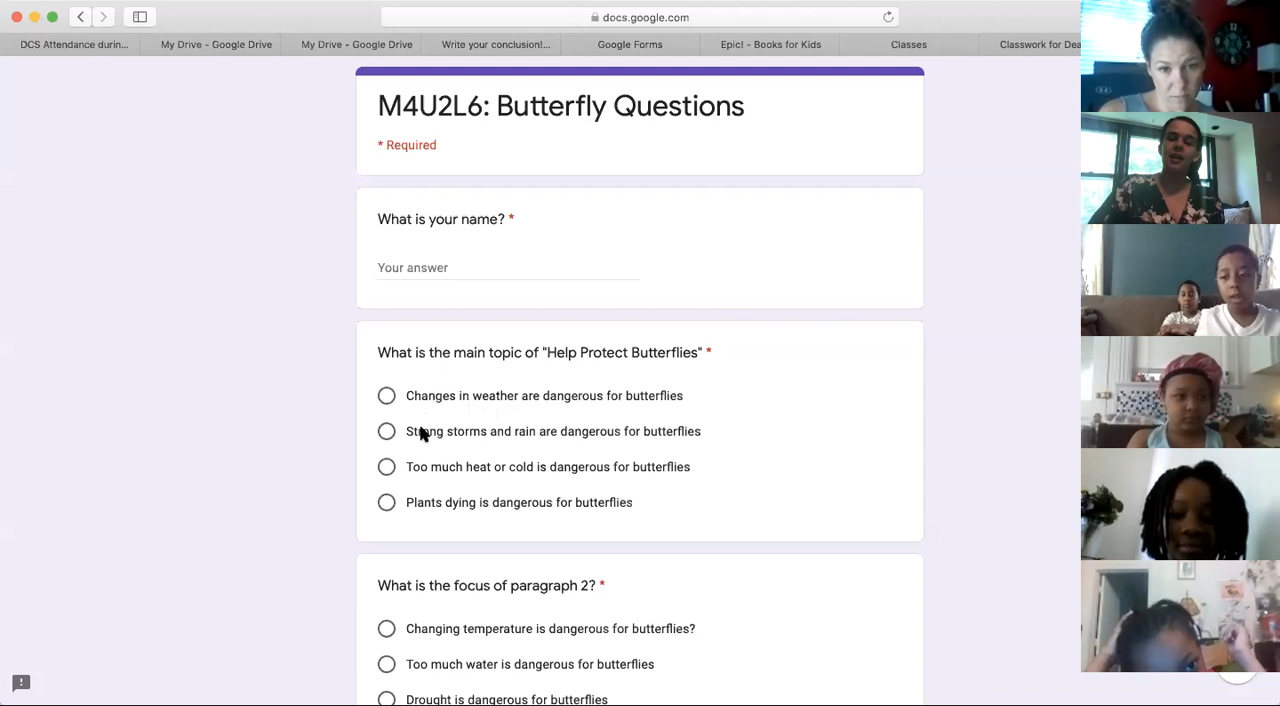 docs.google.com
DCS Attendance durin...
My Drive - Google Drive
My Drive - Google Drive
Write your conclusion!...
Google Forms
Epic! - Books for Kids
Classes
Classwork for Dea
M4U2L6: Butterfly Questions
* Required
What is your name? *
Your answer
What is the main topic of "Help Protect Butterflies" *
Changes in weather are dangerous for butterflies
Strong storms and rain are dangerous for butterflies
Too much heat or cold is dangerous for butterflies
Plants dying is dangerous for butterflies
What is the focus of paragraph 2? *
Changing temperature is dangerous for butterflies?
Too much water is dangerous for butterflies
Drought is dangerous for butterflies